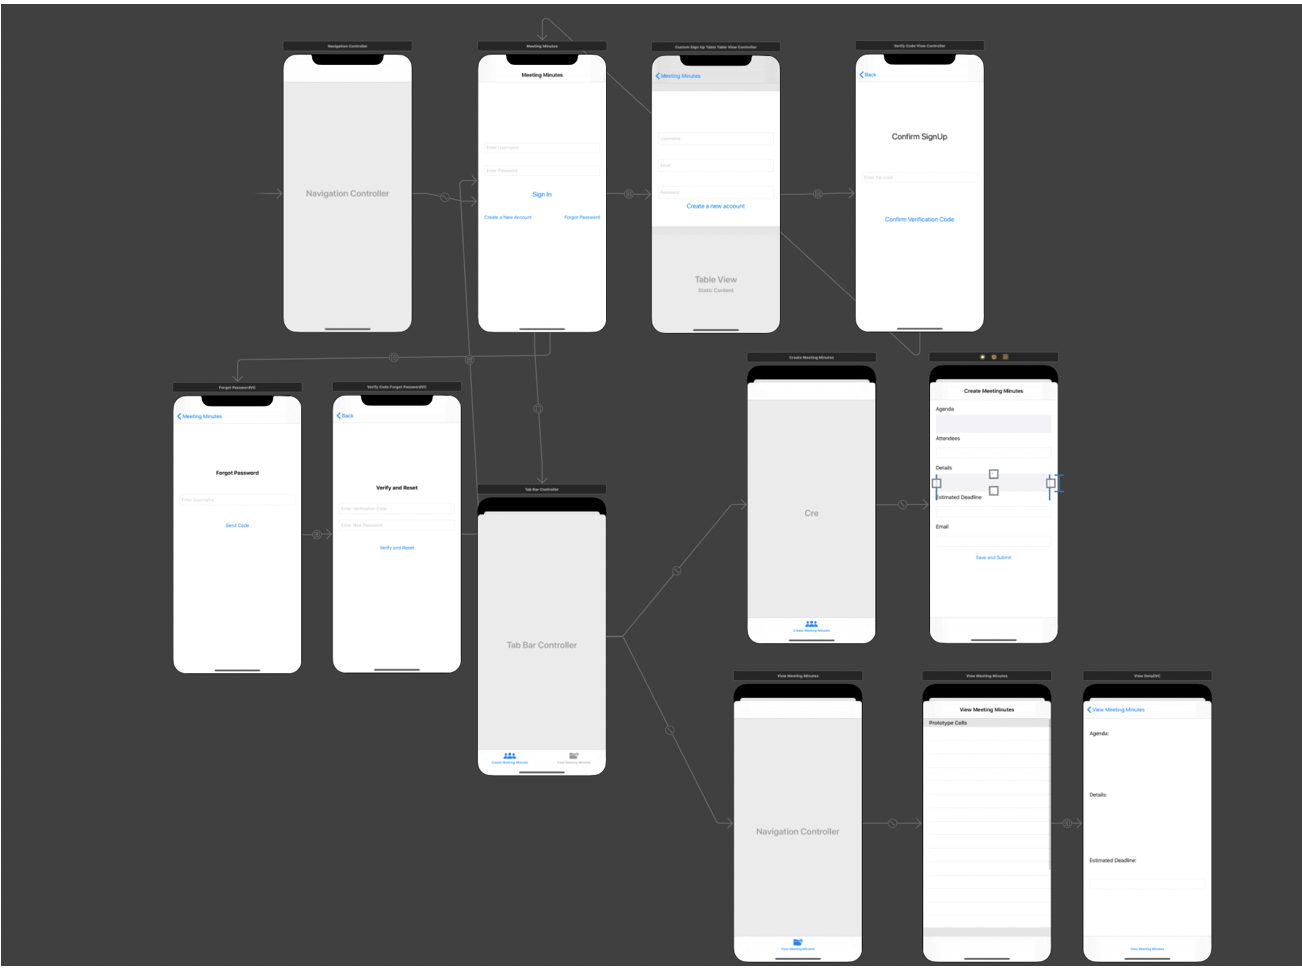 Navigation Controller
Navigation Controller
Meeting Minutes
Meeting Minutes
Enter Username
Enter Password
Sign In
Create a New Account
Forgot Password
Custom Sign Up Table Table View Controller
Meeting Minutes
Username
Email
Password
Create a new account
Table View
Static Content
Verify Code View Controller
Back
Confirm SignUp
Enter the code
Confirm Verification Code
Forgot PasswordVC
Meeting Minutes
Forgot Password
Enter Username
Send Code
Verify Code Forgot PasswordVC
Back
Verify and Reset
Enter Verification Code
Enter New Password
Verify and Reset
Tab Bar Controller
Tab Bar Controller
Create Meeting Minutes
View Meeting Minutes
Create Meeting Minutes
Cre
Create Meeting Minutes
Create Meeting Minutes
Agenda
Attendees
Details
Estimated Deadline
Email
Save and Submit
View Meeting Minutes
Navigation Controller
View Meeting Minutes
View Meeting Minutes
View Meeting Minutes
Prototype Cells
View DetailVC
View Meeting Minutes
Agenda:
Details:
Estimated Deadline:
View Meeting Minutes